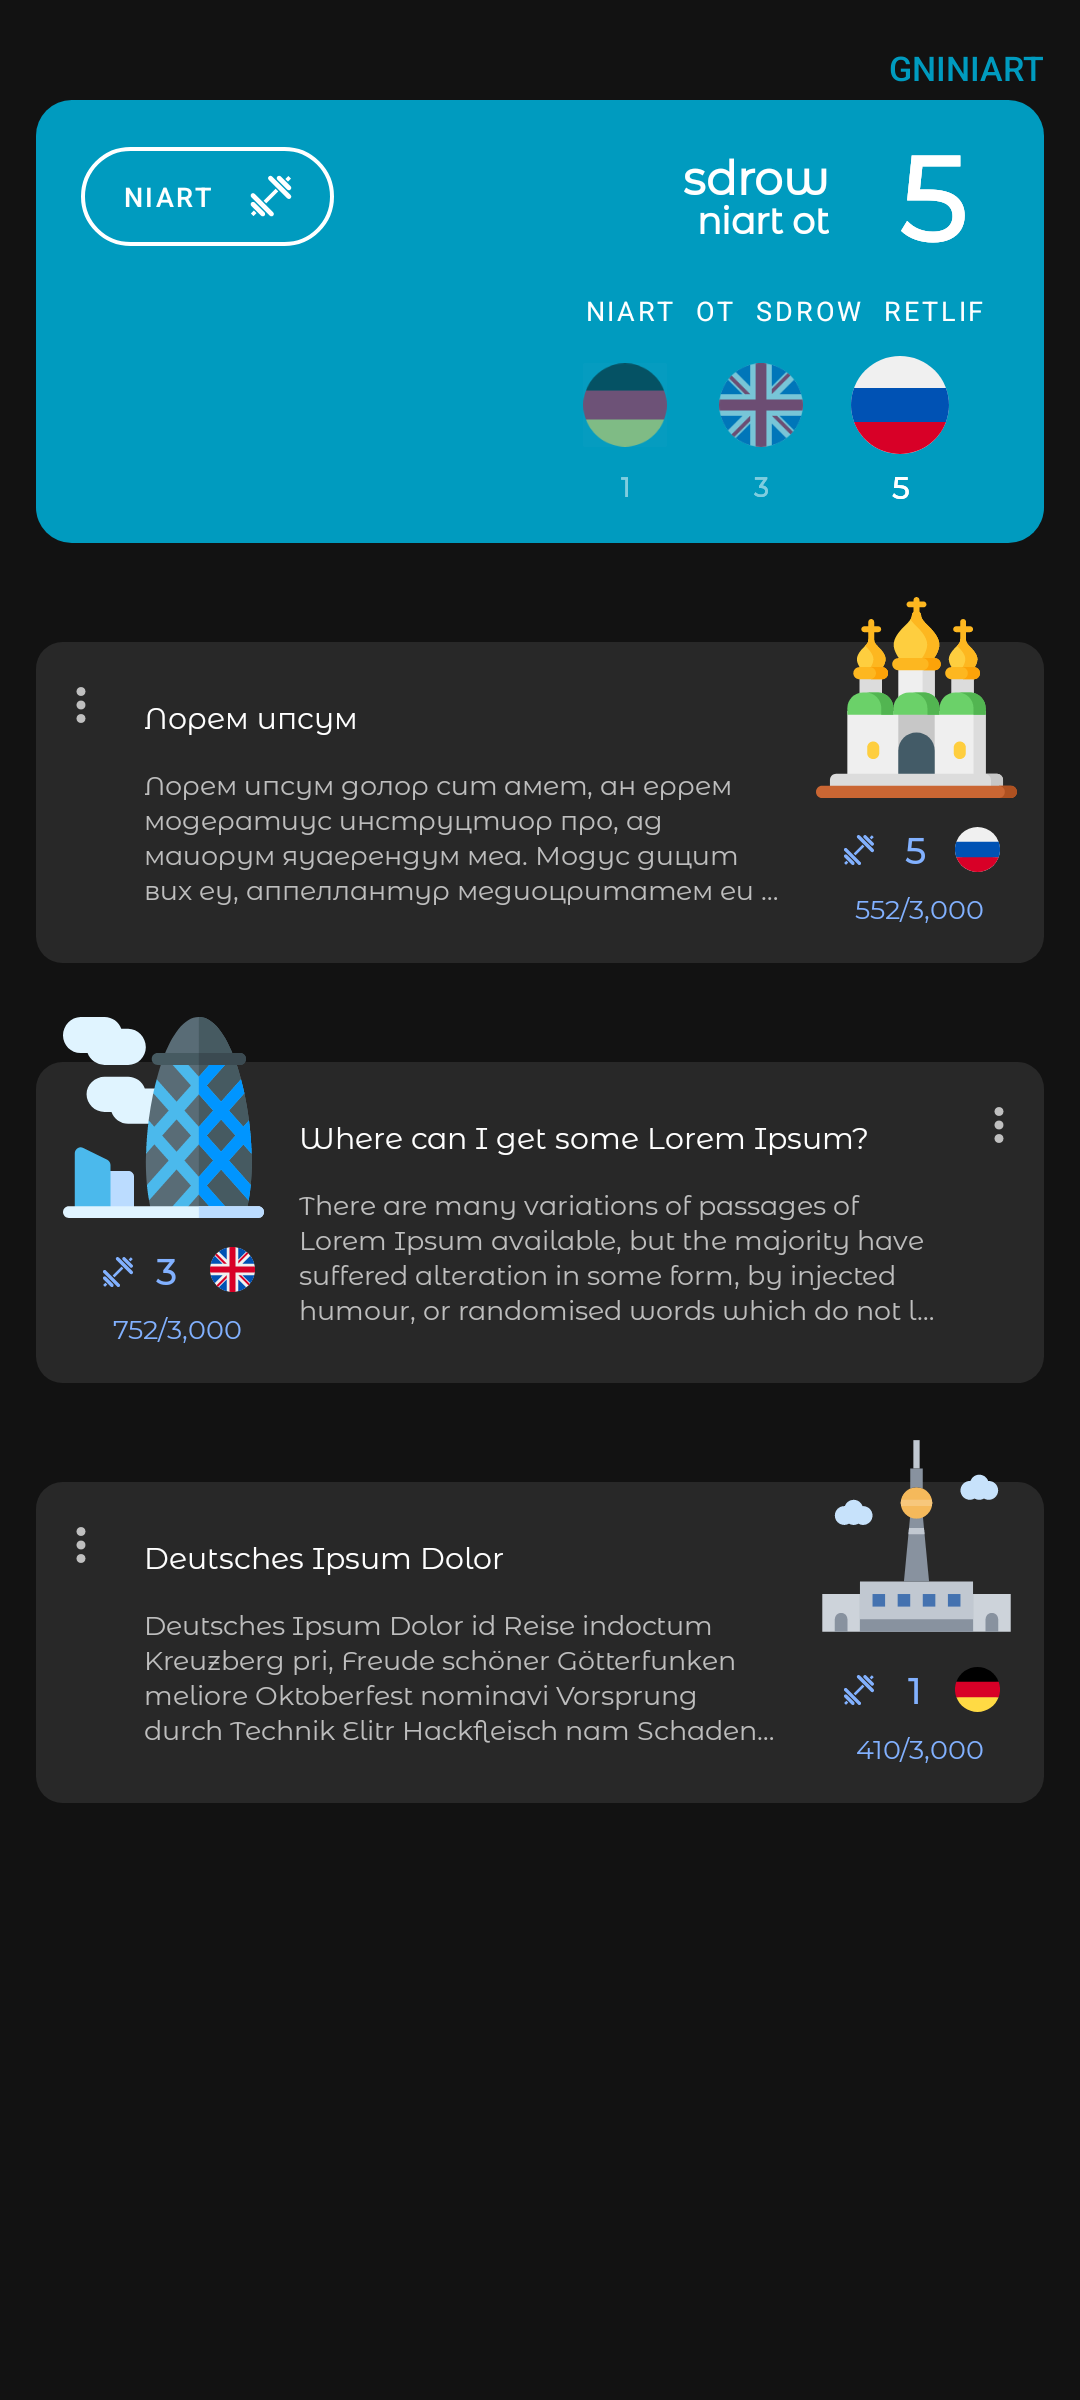 GNINIART
NIART
sdrow
niart ot
5
NIART OT SDROW RETLIF
1
3
5
Лорем ипсум
Лорем ипсум долор сит амет, ан еррем
модератиус инструцтиор про, ад
маиорум яуаерендум меа. Модус дицит
вих еу, аппеллантур медиоцритатем еи ...
5
552/3,000
Where can I get some Lorem Ipsum?
There are many variations of passages of
Lorem Ipsum available, but the majority have
suffered alteration in some form, by injected
humour, or randomised words which do not l...
3
752/3,000
Deutsches Ipsum Dolor
Deutsches Ipsum Dolor id Reise indoctum
Kreuzberg pri, Freude schöner Götterfunken
meliore Oktoberfest nominavi Vorsprung
durch Technik Elitr Hackfleisch nam Schaden...
1
410/3,000